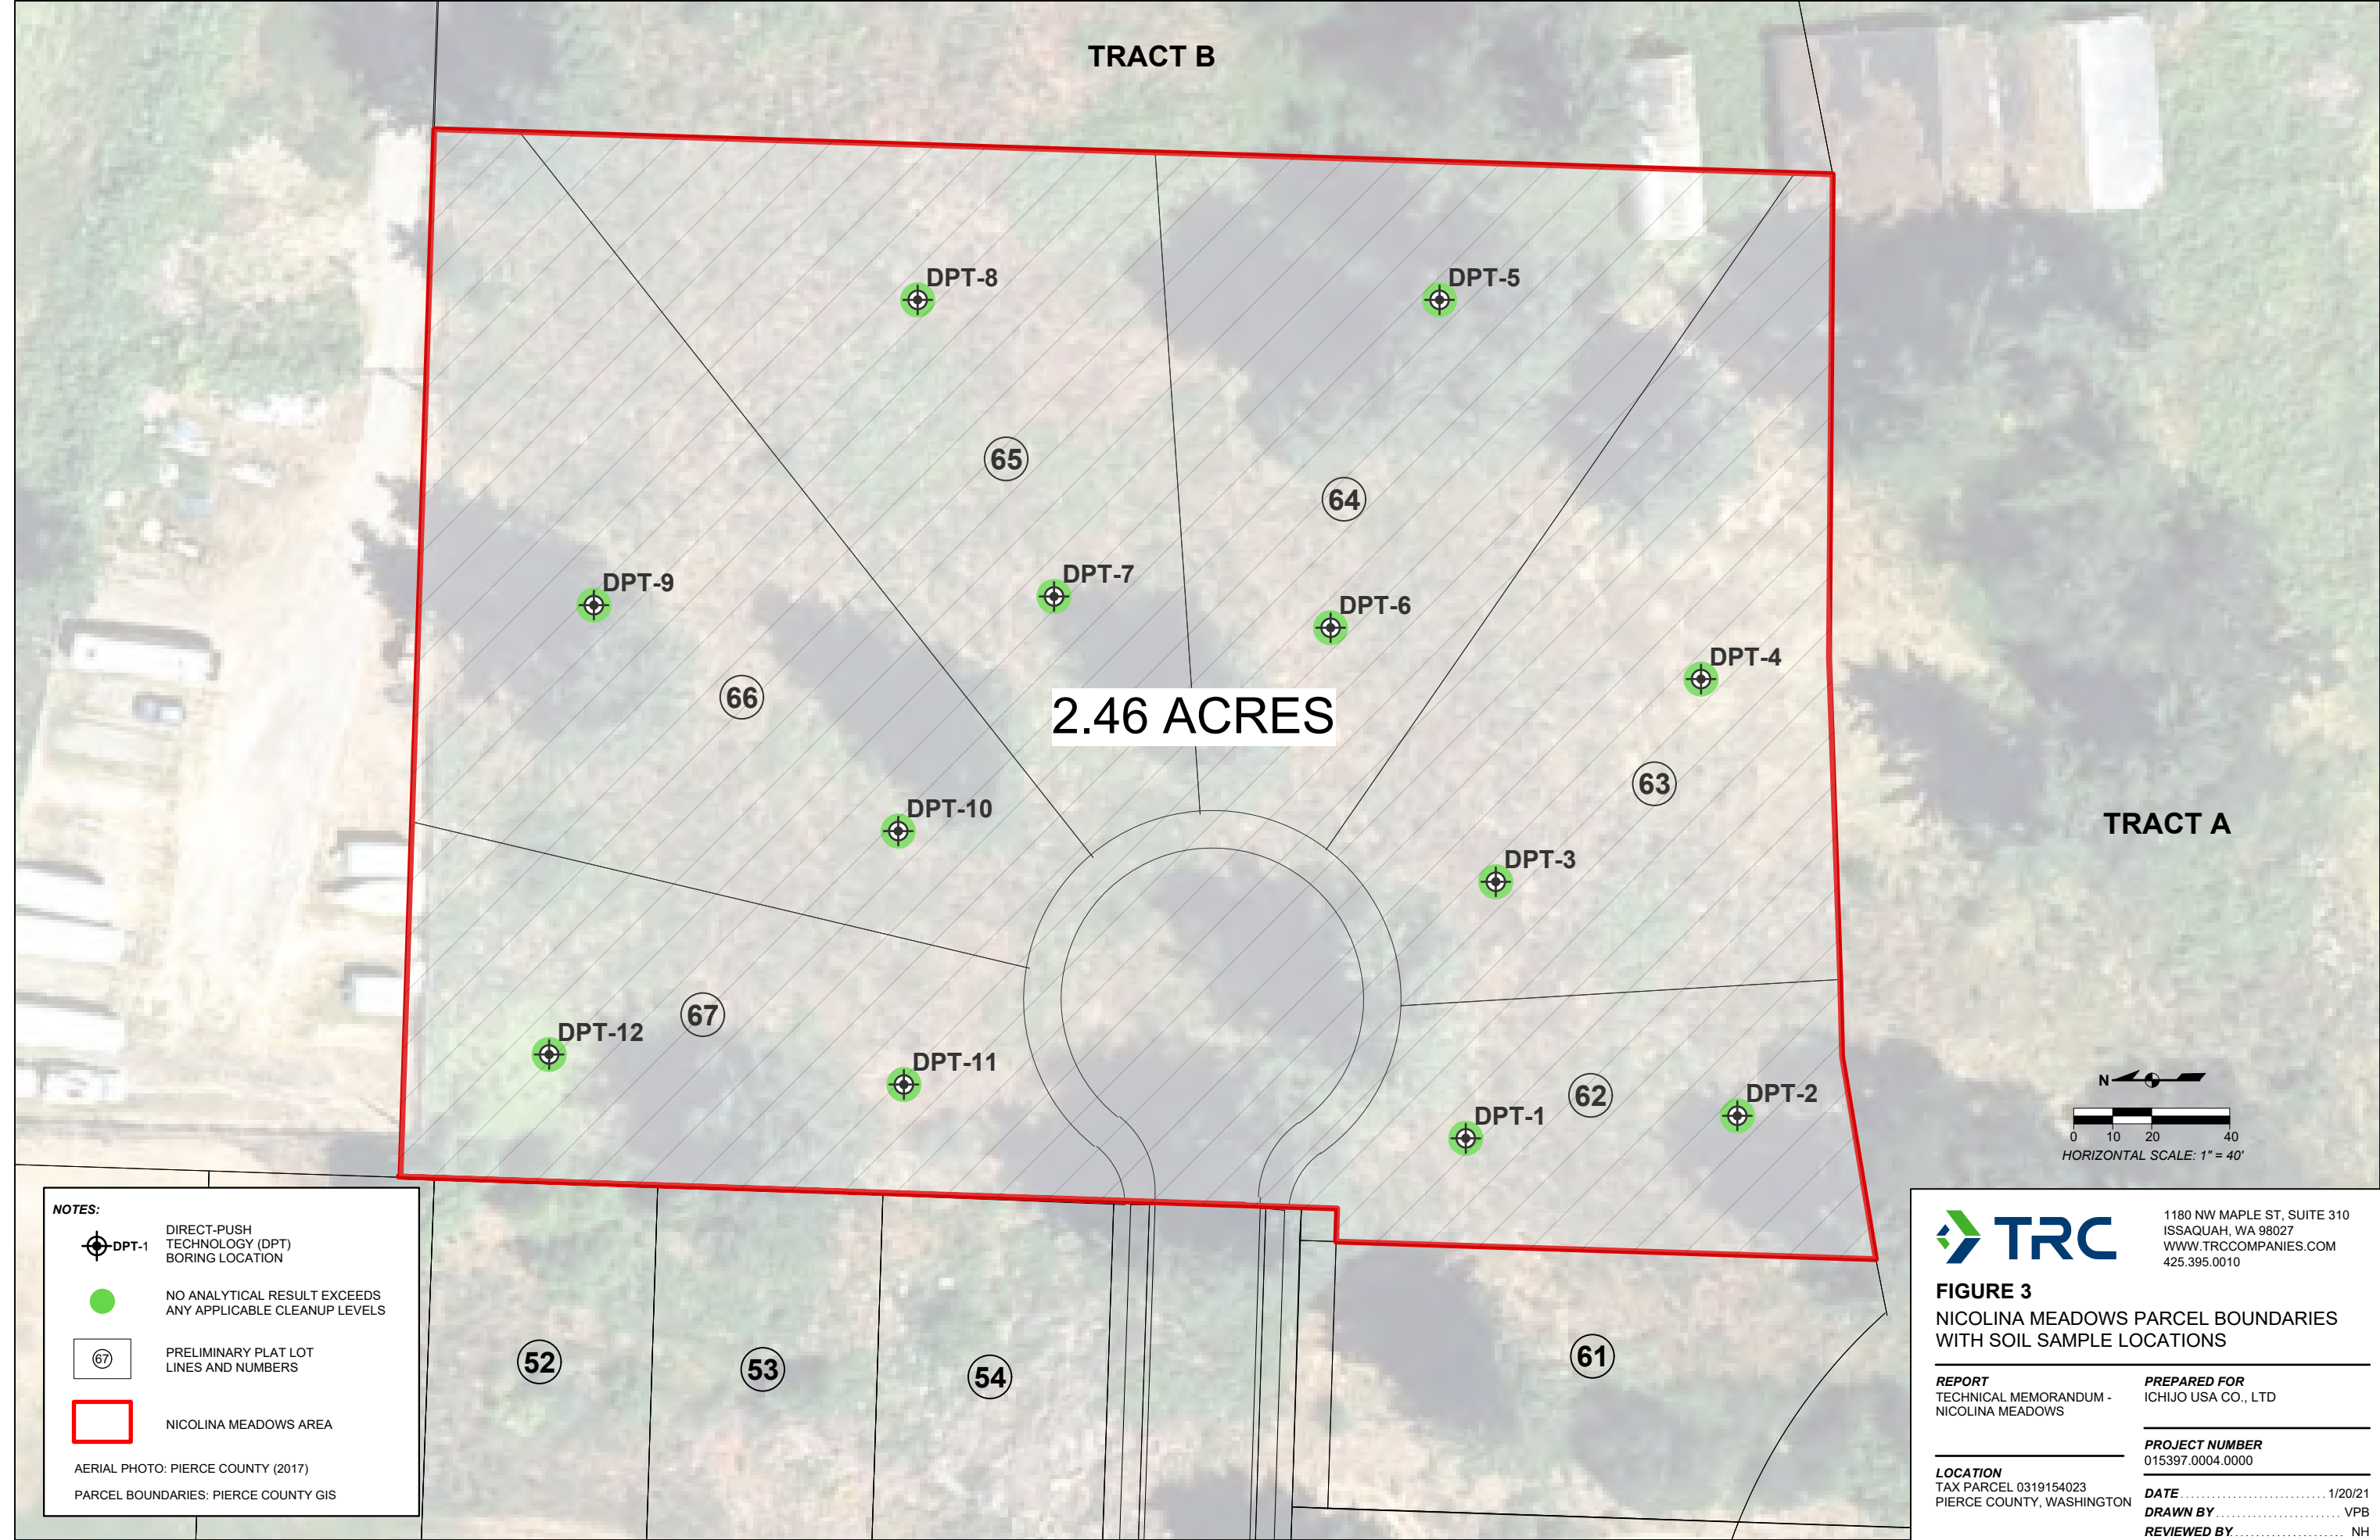 TRACT B
DPT-8
DPT-5
65
64
DPT-9
DPT-7
DPT-6
DPT-4
66
2.46 ACRES
63
DPT-10
TRACT A
DPT-3
67
DPT-12
DPT-11
62
DPT-2
DPT-1
N
0 10 20 40
HORIZONTAL SCALE: 1" = 40'
52
53
54
61
NOTES:
DPT-1
DIRECT-PUSH
TECHNOLOGY (DPT)
BORING LOCATION
NO ANALYTICAL RESULT EXCEEDS
ANY APPLICABLE CLEANUP LEVELS
67
PRELIMINARY PLAT LOT
LINES AND NUMBERS
NICOLINA MEADOWS AREA
AERIAL PHOTO: PIERCE COUNTY (2017)
PARCEL BOUNDARIES: PIERCE COUNTY GIS
TRC
1180 NW MAPLE ST, SUITE 310
ISSAQUAH, WA 98027
WWW.TRCCOMPANIES.COM
425.395.0010
FIGURE 3
NICOLINA MEADOWS PARCEL BOUNDARIES
WITH SOIL SAMPLE LOCATIONS
REPORT
TECHNICAL MEMORANDUM -
NICOLINA MEADOWS
PREPARED FOR
ICHIJO USA CO., LTD
PROJECT NUMBER
015397.0004.0000
LOCATION
TAX PARCEL 0319154023
PIERCE COUNTY, WASHINGTON
DATE 1/20/21
DRAWN BY VPB
REVIEWED BY NH